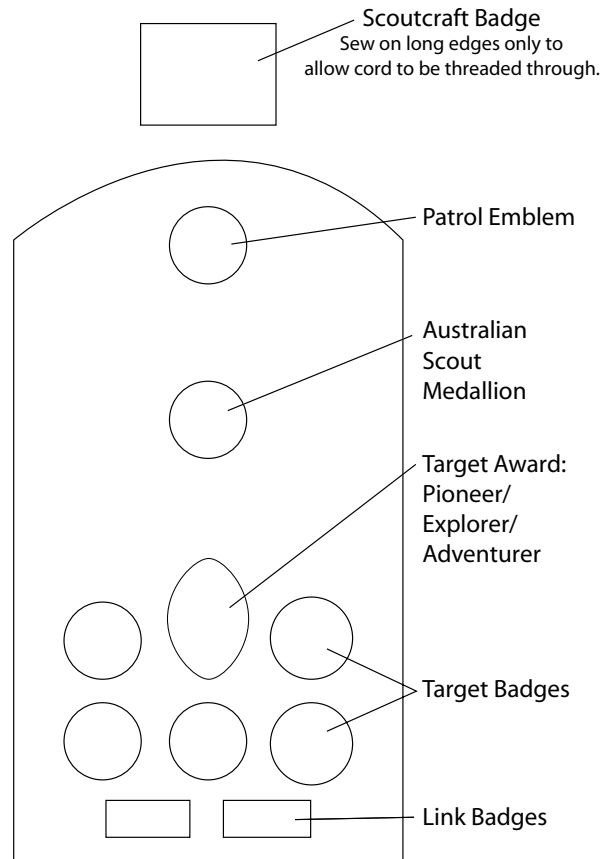 Scoutcraft Badge
Sew on long edges only to
allow cord to be threaded through.
Patrol Emblem
Australian
Scout
Medallion
Target Award:
Pioneer/
Explorer/
Adventurer
Target Badges
Link Badges